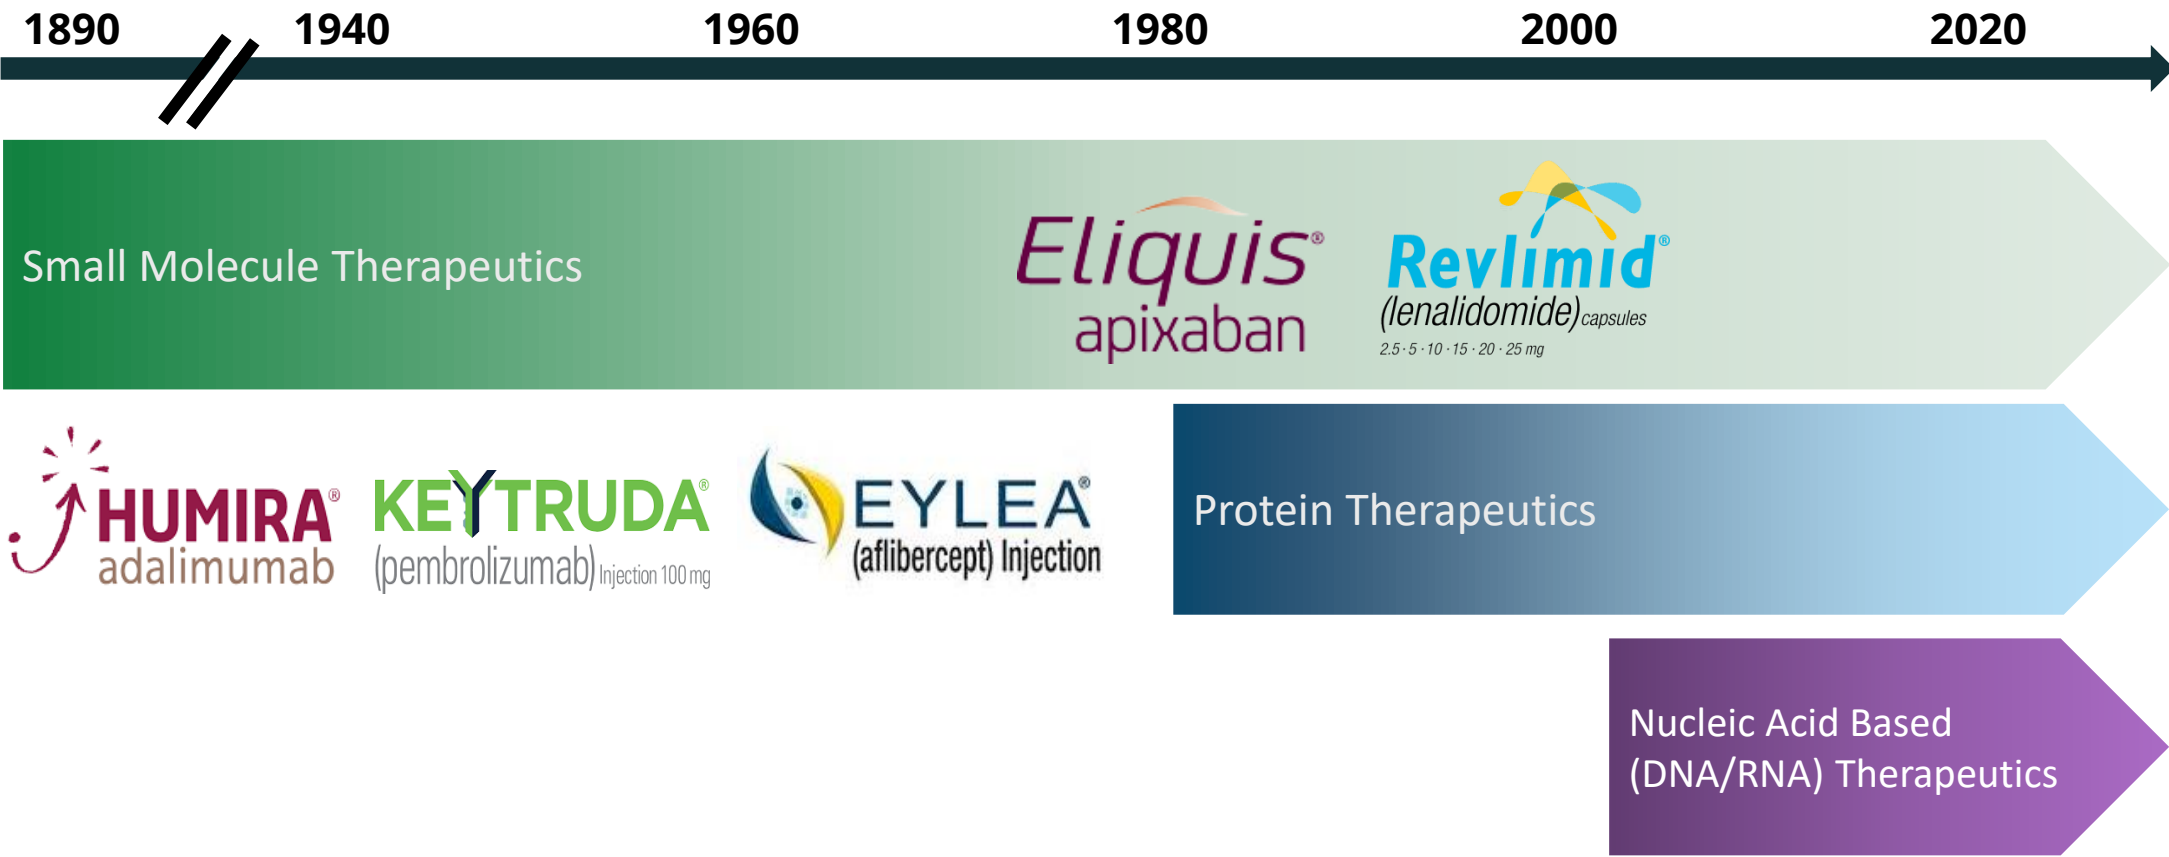 1890 1940 1960 1980 2000 2020
Small Molecule Therapeutics
Eliquis®
apixaban
Revlimid®
(lenalidomide) capsules
2.5 · 5 · 10 · 15 · 20 · 25 mg
HUMIRA®
adalimumab
KEYTRUDA®
(pembrolizumab) Injection 100 mg
EYLEA®
(aflibercept) Injection
Protein Therapeutics
Nucleic Acid Based
(DNA/RNA) Therapeutics